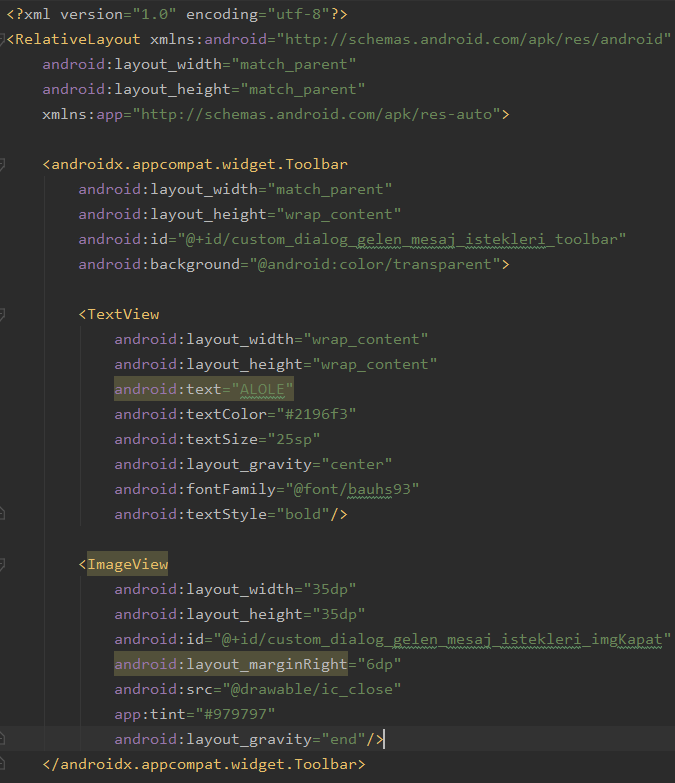 <?xml version="1.0" encoding="utf-8"?>
<RelativeLayout xmlns:android="http://schemas.android.com/apk/res/android"
    android:layout_width="match_parent"
    android:layout_height="match_parent"
    xmlns:app="http://schemas.android.com/apk/res-auto">

    <androidx.appcompat.widget.Toolbar
        android:layout_width="match_parent"
        android:layout_height="wrap_content"
        android:id="@+id/custom_dialog_gelen_mesaj_istekleri_toolbar"
        android:background="@android:color/transparent">

        <TextView
            android:layout_width="wrap_content"
            android:layout_height="wrap_content"
            android:text="ALOLE"
            android:textColor="#2196f3"
            android:textSize="25sp"
            android:layout_gravity="center"
            android:fontFamily="@font/bauhs93"
            android:textStyle="bold"/>

        <ImageView
            android:layout_width="35dp"
            android:layout_height="35dp"
            android:id="@+id/custom_dialog_gelen_mesaj_istekleri_imgKapat"
            android:layout_marginRight="6dp"
            android:src="@drawable/ic_close"
            app:tint="#979797"
            android:layout_gravity="end"/>
    </androidx.appcompat.widget.Toolbar>